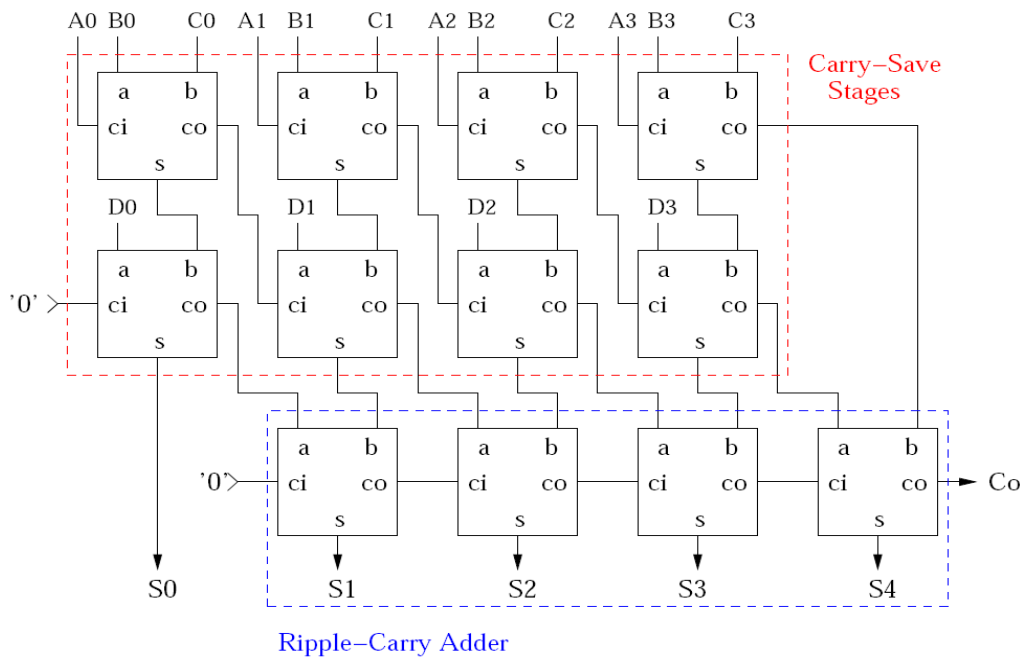 A0 B0 C0 A1 B1 C1 A2 B2 C2 A3 B3 C3
Carry–Save
Stages
a b a b a b a b
ci co ci co ci co ci co
s s s s
D0 D1 D2 D3
a b a b a b a b
'0' ci co ci co ci co ci co
s s s s
a b a b a b a b
'0' ci co ci co ci co ci co Co
s s s s
S0 S1 S2 S3 S4
Ripple–Carry Adder